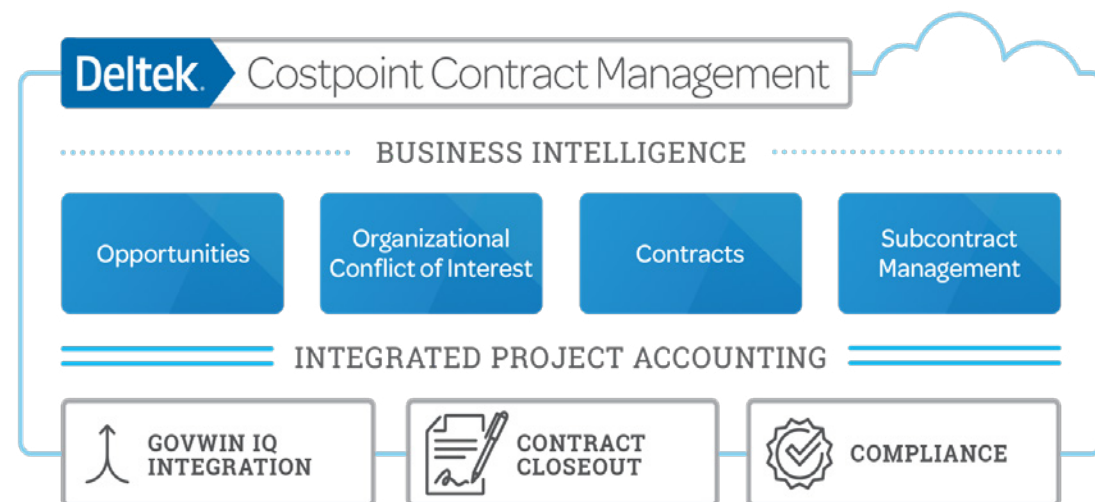 Deltek. Costpoint Contract Management
BUSINESS INTELLIGENCE
Opportunities
Organizational
Conflict of Interest
Contracts
Subcontract
Management
INTEGRATED PROJECT ACCOUNTING
GOVWIN IQ
INTEGRATION
CONTRACT
CLOSEOUT
COMPLIANCE